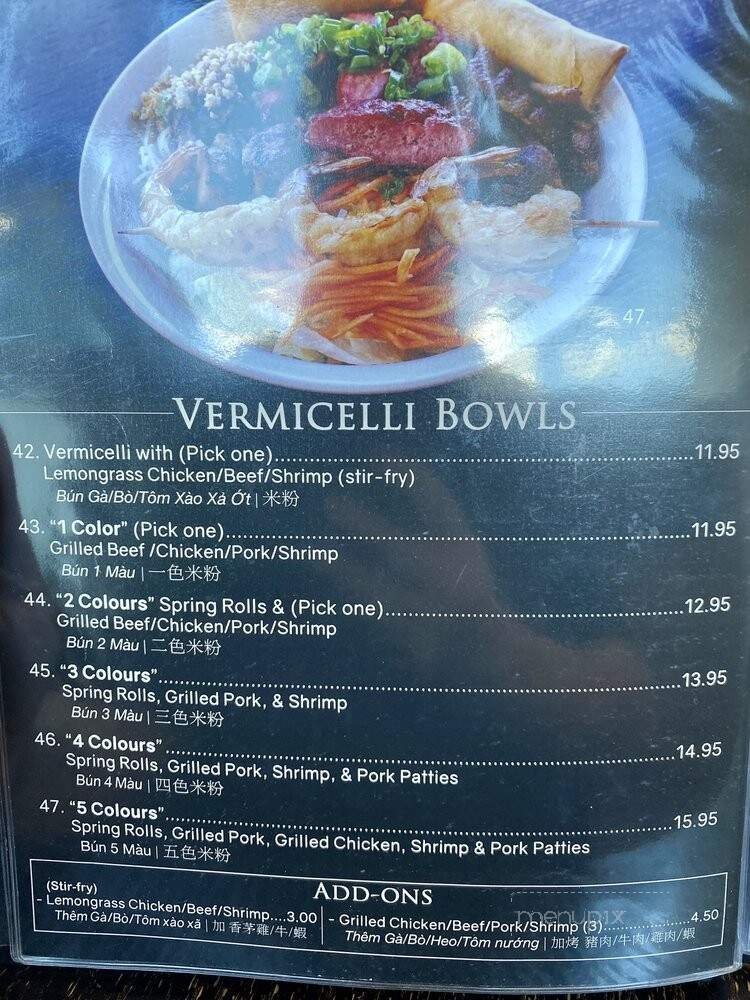 47.
VERMICELLI BOWLS
42. Vermicelli with (Pick one)..........11.95
Lemongrass Chicken/Beef/Shrimp (stir-fry)
Bún Gà/Bò/Tôm Xào Xả Ớt | 米粉
43. "1 Color" (Pick one)..........11.95
Grilled Beef /Chicken/Pork/Shrimp
Bún 1 Màu | 一色米粉
44. "2 Colours" Spring Rolls & (Pick one)..........12.95
Grilled Beef/Chicken/Pork/Shrimp
Bún 2 Màu | 二色米粉
45. "3 Colours"..........13.95
Spring Rolls, Grilled Pork, & Shrimp
Bún 3 Màu | 三色米粉
46. "4 Colours"..........14.95
Spring Rolls, Grilled Pork, Shrimp, & Pork Patties
Bún 4 Màu | 四色米粉
47. "5 Colours"..........15.95
Spring Rolls, Grilled Pork, Grilled Chicken, Shrimp & Pork Patties
Bún 5 Màu | 五色米粉
ADD-ONS
(Stir-fry)
- Lemongrass Chicken/Beef/Shrimp....3.00
Thêm Gà/Bò/Tôm xào xả | 加 香茅雞/牛/蝦
- Grilled Chicken/Beef/Pork/Shrimp (3)..........4.50
Thêm Gà/Bò/Heo/Tôm nướng | 加烤 豬肉/牛肉/雞肉/蝦
menupix